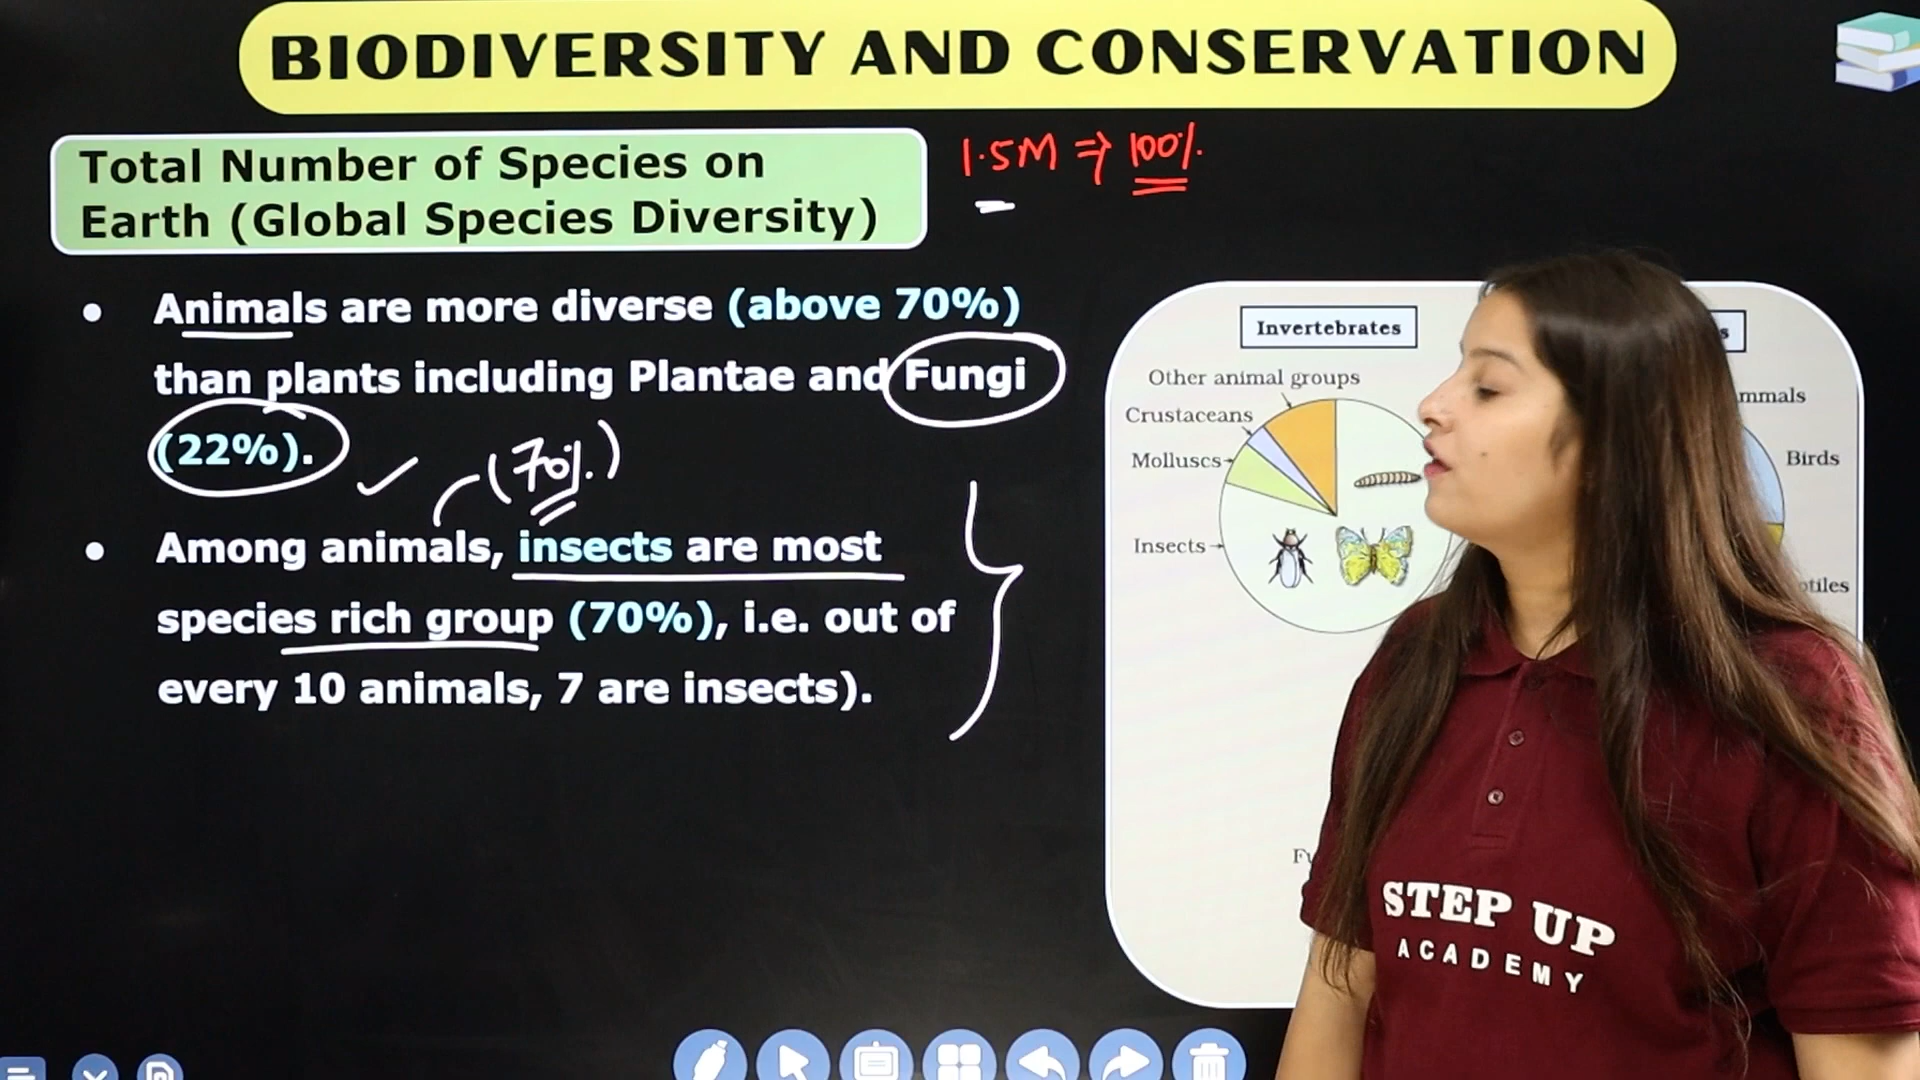 BIODIVERSITY AND CONSERVATION
Total Number of Species on
Earth (Global Species Diversity)
1.5M ⇒ 100%.
• Animals are more diverse (above 70%)
than plants including Plantae and Fungi
(22%).
(70%.)
• Among animals, insects are most
species rich group (70%), i.e. out of
every 10 animals, 7 are insects).
Invertebrates
Other animal groups
Crustaceans
Molluscs
Insects
Birds
STEP UP
ACADEMY